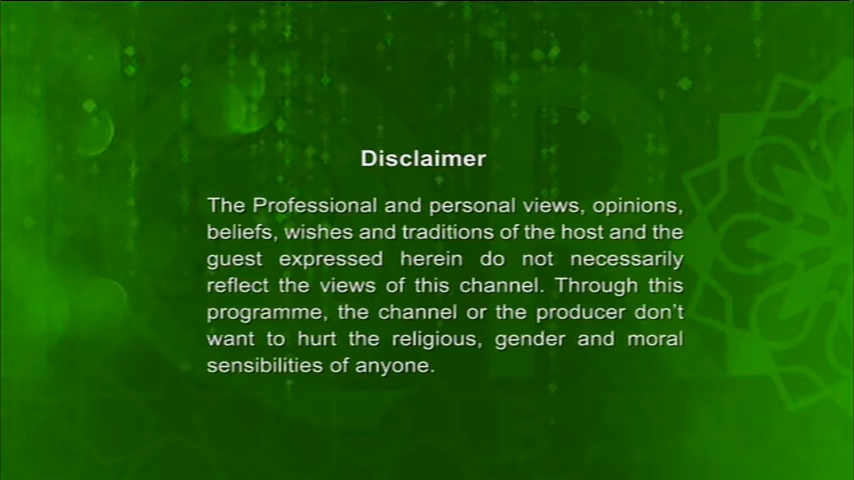 Disclaimer
The Professional and personal views, opinions,
beliefs, wishes and traditions of the host and the
guest expressed herein do not necessarily
reflect the views of this channel. Through this
programme, the channel or the producer don't
want to hurt the religious, gender and moral
sensibilities of anyone.